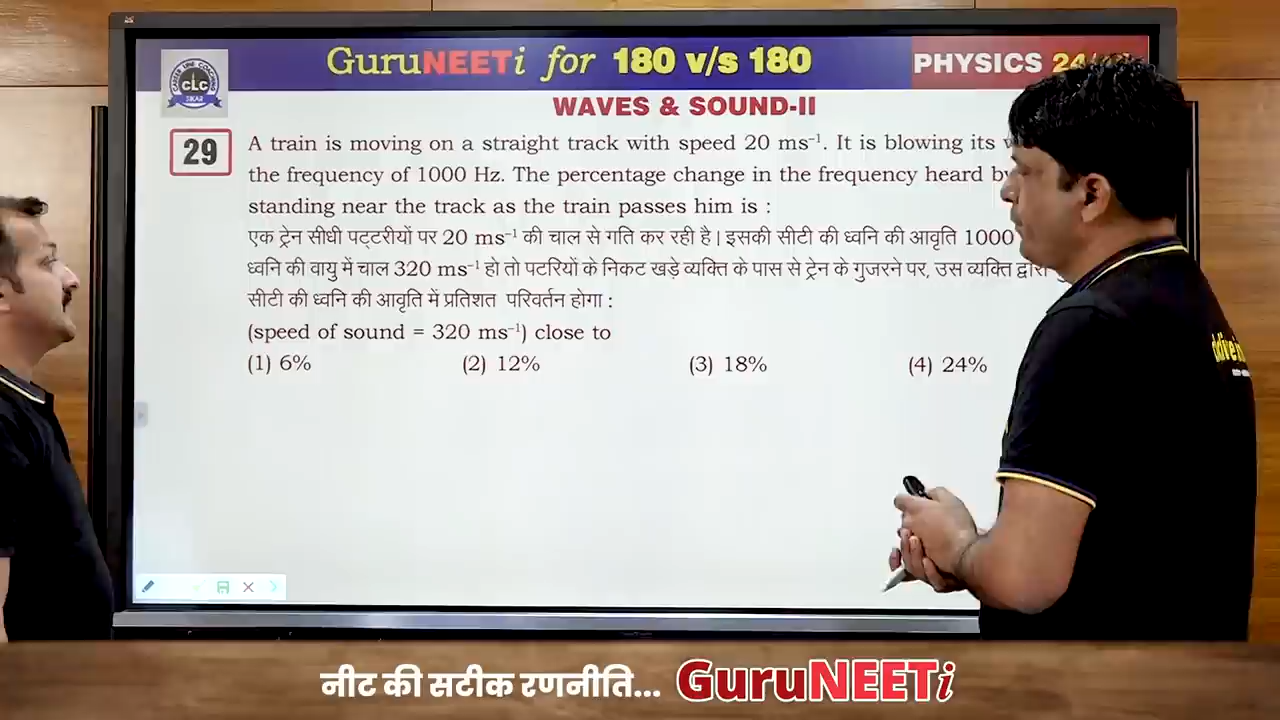 GuruNEETi for 180 v/s 180
PHYSICS
CLC
SIKAR
WAVES & SOUND-II
29
A train is moving on a straight track with speed 20 ms⁻¹. It is blowing its
the frequency of 1000 Hz. The percentage change in the frequency heard
standing near the track as the train passes him is :
एक ट्रेन सीधी पट्टरीयों पर 20 ms⁻¹ की चाल से गति कर रही है। इसकी सीटी की ध्वनि की आवृति 1000
ध्वनि की वायु में चाल 320 ms⁻¹ हो तो पटरियों के निकट खड़े व्यक्ति के पास से ट्रेन के गुजरने पर, उस व्यक्ति
सीटी की ध्वनि की आवृति में प्रतिशत परिवर्तन होगा :
(speed of sound = 320 ms⁻¹) close to
(1) 6% (2) 12% (3) 18% (4) 24%
नीट की सटीक रणनीति... GuruNEETi